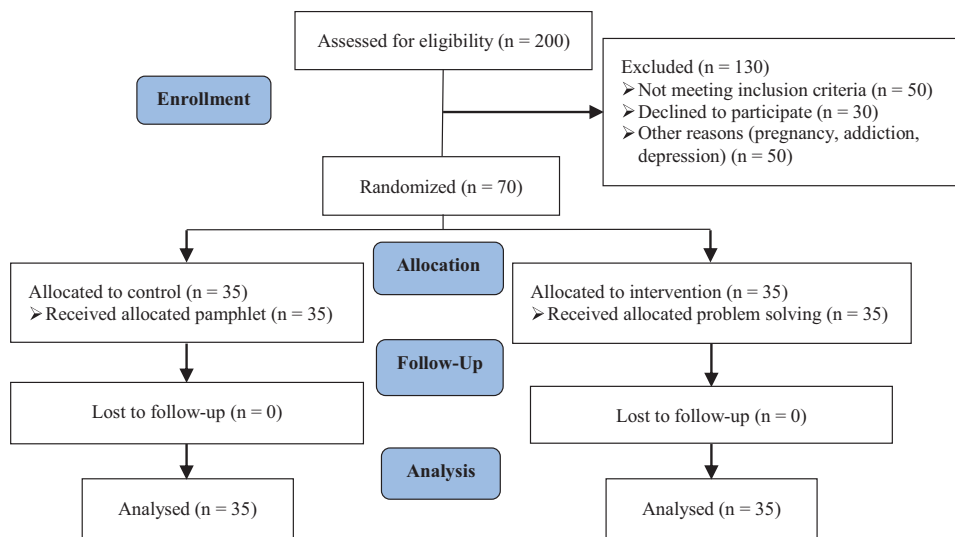 Assessed for eligibility (n = 200)
Enrollment
Excluded (n = 130)
➢Not meeting inclusion criteria (n = 50)
➢Declined to participate (n = 30)
➢Other reasons (pregnancy, addiction,
depression) (n = 50)
Randomized (n = 70)
Allocation
Allocated to control (n = 35)
➢Received allocated pamphlet (n = 35)
Allocated to intervention (n = 35)
➢Received allocated problem solving (n = 35)
Follow-Up
Lost to follow-up (n = 0)
Lost to follow-up (n = 0)
Analysis
Analysed (n = 35)
Analysed (n = 35)